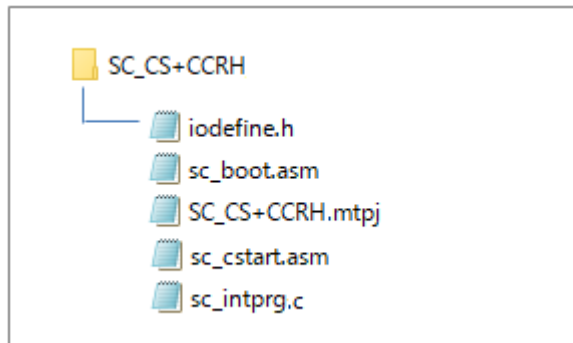 SC_CS+CCRH
iodefine.h
sc_boot.asm
SC_CS+CCRH.mtpj
sc_cstart.asm
sc_intprg.c